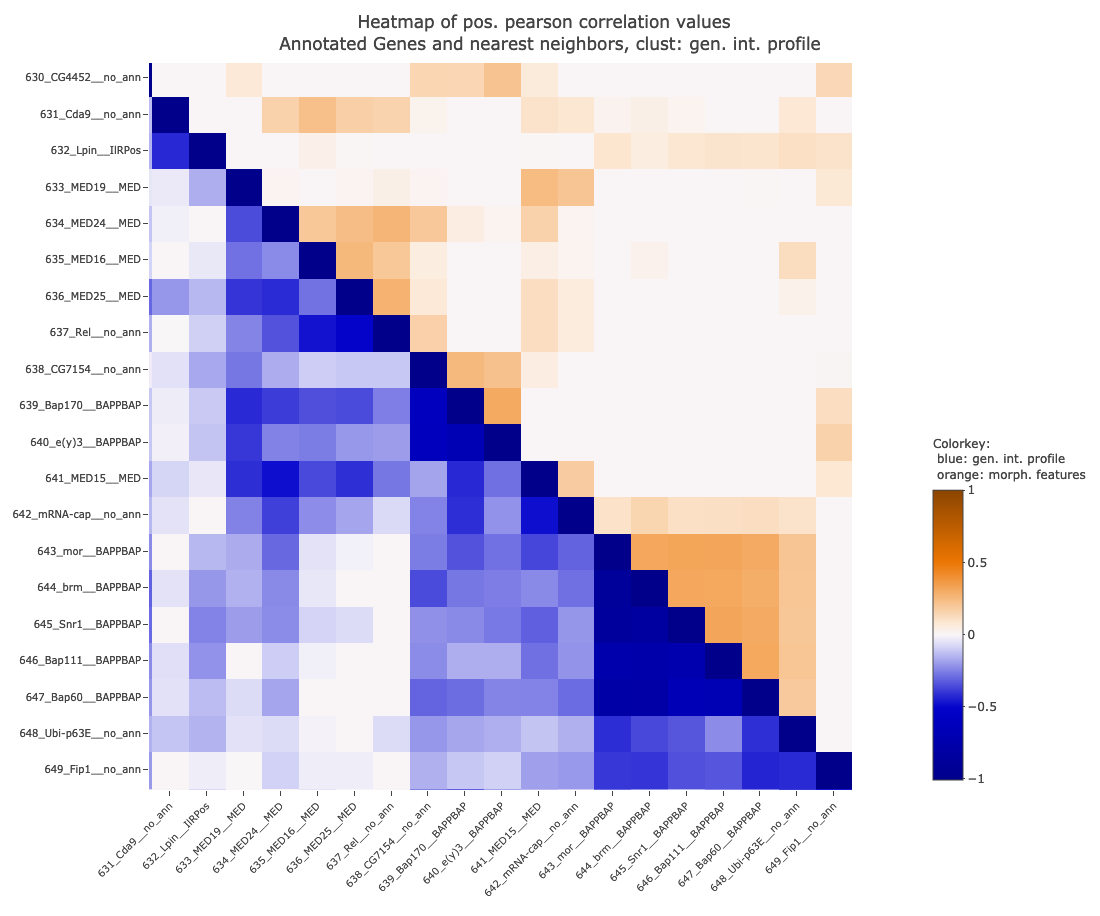 Heatmap of pos. pearson correlation values
Annotated Genes and nearest neighbors, clust: gen. int. profile
630_CG4452__no_ann
631_Cda9__no_ann
632_Lpin__IIRPos
633_MED19__MED
634_MED24__MED
635_MED16__MED
636_MED25__MED
637_Rel__no_ann
638_CG7154__no_ann
639_Bap170__BAPPBAP
640_e(y)3__BAPPBAP
641_MED15__MED
642_mRNA-cap__no_ann
643_mor__BAPPBAP
644_brm__BAPPBAP
645_Snr1__BAPPBAP
646_Bap111__BAPPBAP
647_Bap60__BAPPBAP
648_Ubi-p63E__no_ann
649_Fip1__no_ann
631_Cda9__no_ann
632_Lpin__IIRPos
633_MED19__MED
634_MED24__MED
635_MED16__MED
636_MED25__MED
637_Rel__no_ann
638_CG7154__no_ann
639_Bap170__BAPPBAP
640_e(y)3__BAPPBAP
641_MED15__MED
642_mRNA-cap__no_ann
643_mor__BAPPBAP
644_brm__BAPPBAP
645_Snr1__BAPPBAP
646_Bap111__BAPPBAP
647_Bap60__BAPPBAP
648_Ubi-p63E__no_ann
649_Fip1__no_ann
Colorkey:
blue: gen. int. profile
orange: morph. features
1
0.5
0
−0.5
−1